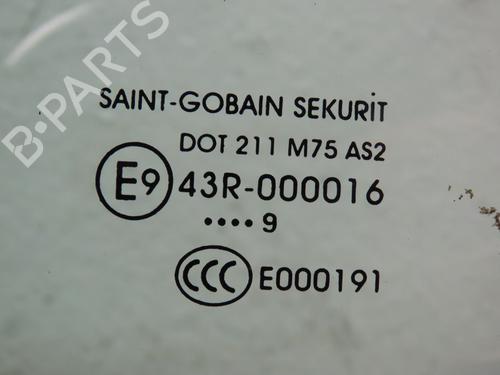 B-PARTS
SAINT-GOBAIN SEKURIT
DOT 211 M75 AS2
E9 43R-000016
•••• 9
CCC E000191